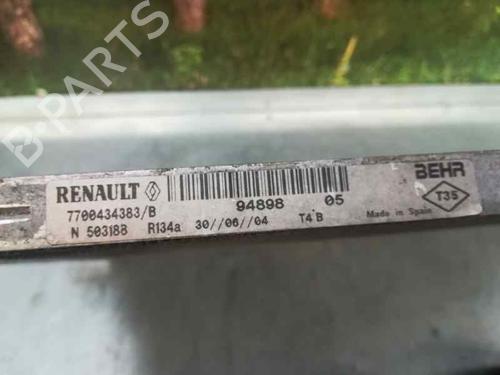 B-PARTS
RENAULT
7700434383/B
94898 05
N 503188 R134a 30//06//04 T4 B
BEHR
T35
Made in Spain